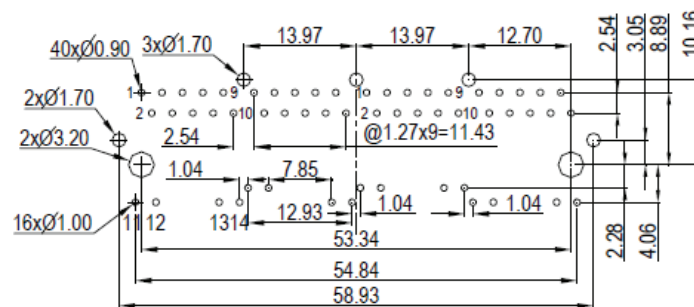 13.97 13.97 12.70
2.54 3.05 8.89 10.16
40xØ0.90 3xØ1.70
1 9 1 9
2xØ1.70
2 10 2 10
2xØ3.20
2.54 @1.27x9=11.43
1.04 7.85
16xØ1.00
11 12 1314 12.93 1.04 1.04
2.28 4.06
53.34
54.84
58.93